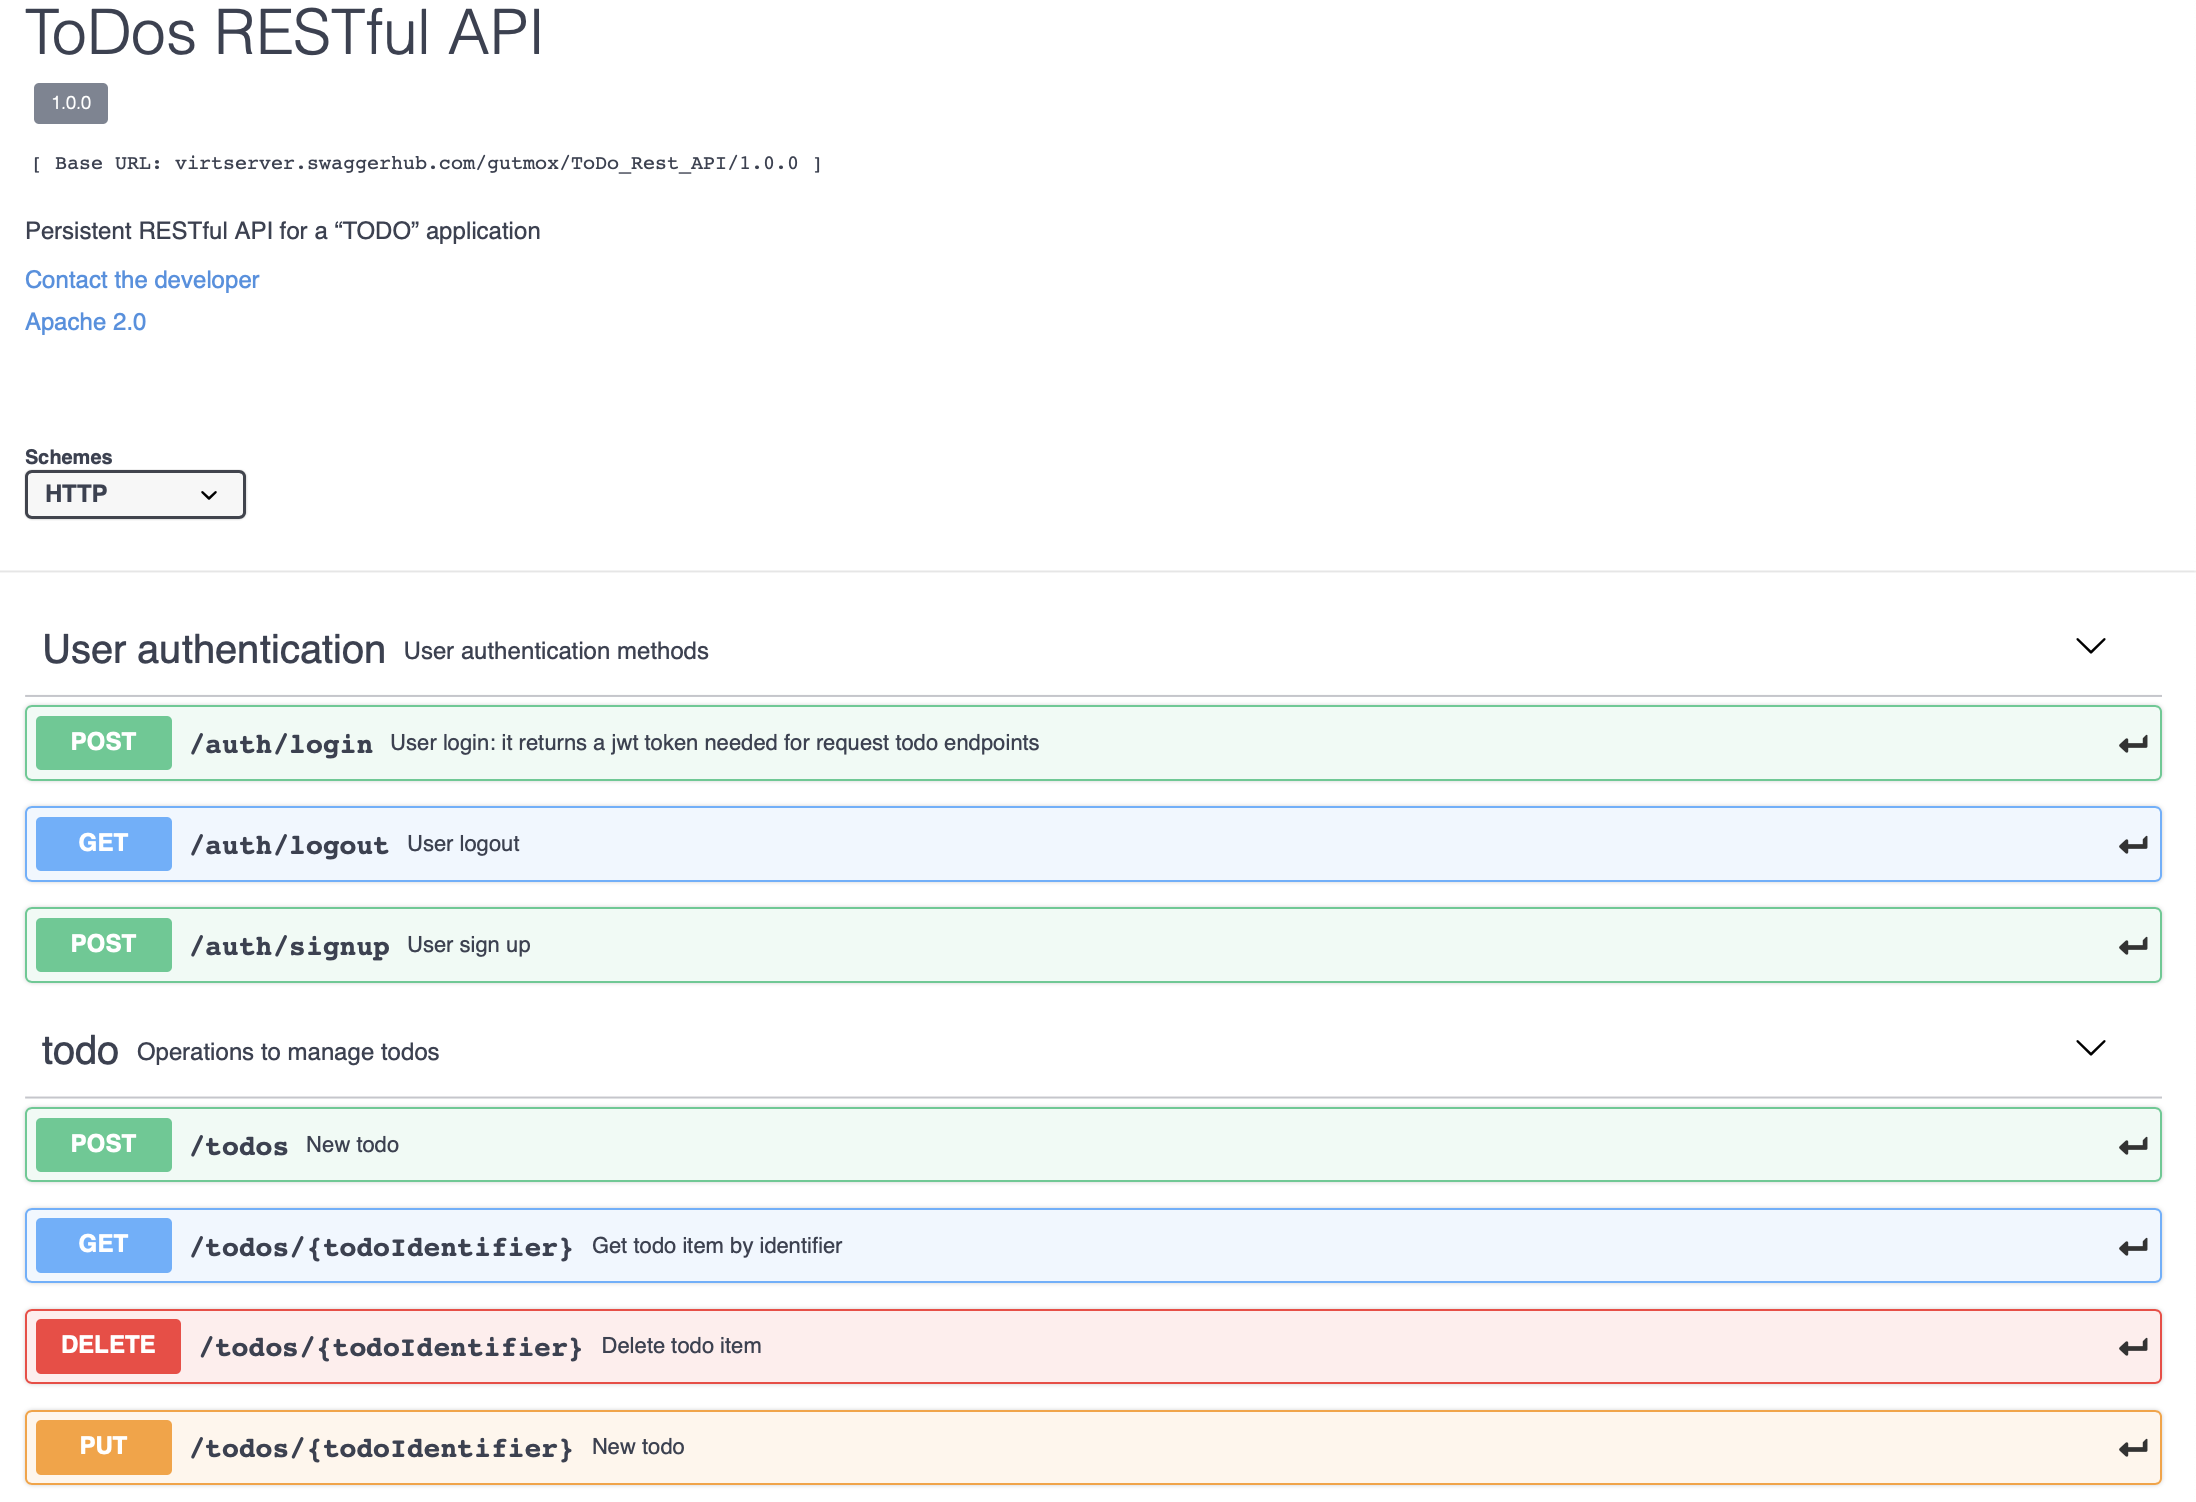 ToDos RESTful API
1.0.0
[ Base URL: virtserver.swaggerhub.com/gutmox/ToDo_Rest_API/1.0.0 ]
Persistent RESTful API for a “TODO” application
Contact the developer
Apache 2.0
Schemes
HTTP
User authentication User authentication methods
POST /auth/login User login: it returns a jwt token needed for request todo endpoints
GET /auth/logout User logout
POST /auth/signup User sign up
todo Operations to manage todos
POST /todos New todo
GET /todos/{todoIdentifier} Get todo item by identifier
DELETE /todos/{todoIdentifier} Delete todo item
PUT /todos/{todoIdentifier} New todo